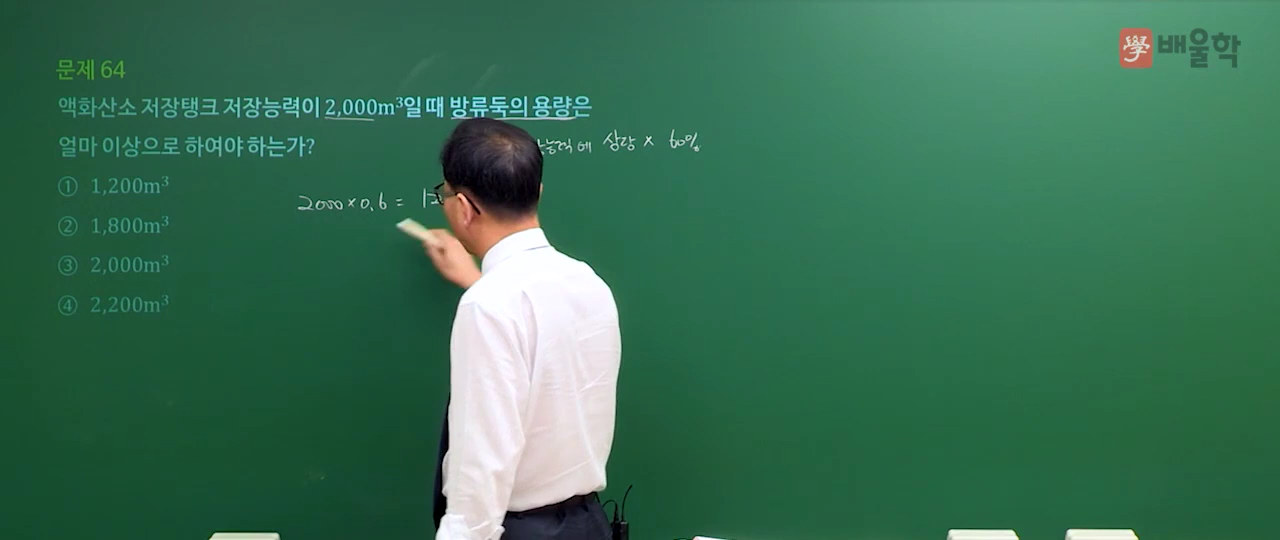 學 배울학
문제 64
액화산소 저장탱크 저장능력이 2,000m³일 때 방류둑의 용량은
얼마 이상으로 하여야 하는가?
능력에 상당 × 60%
① 1,200m³
2000×0.6 = 12
② 1,800m³
③ 2,000m³
④ 2,200m³